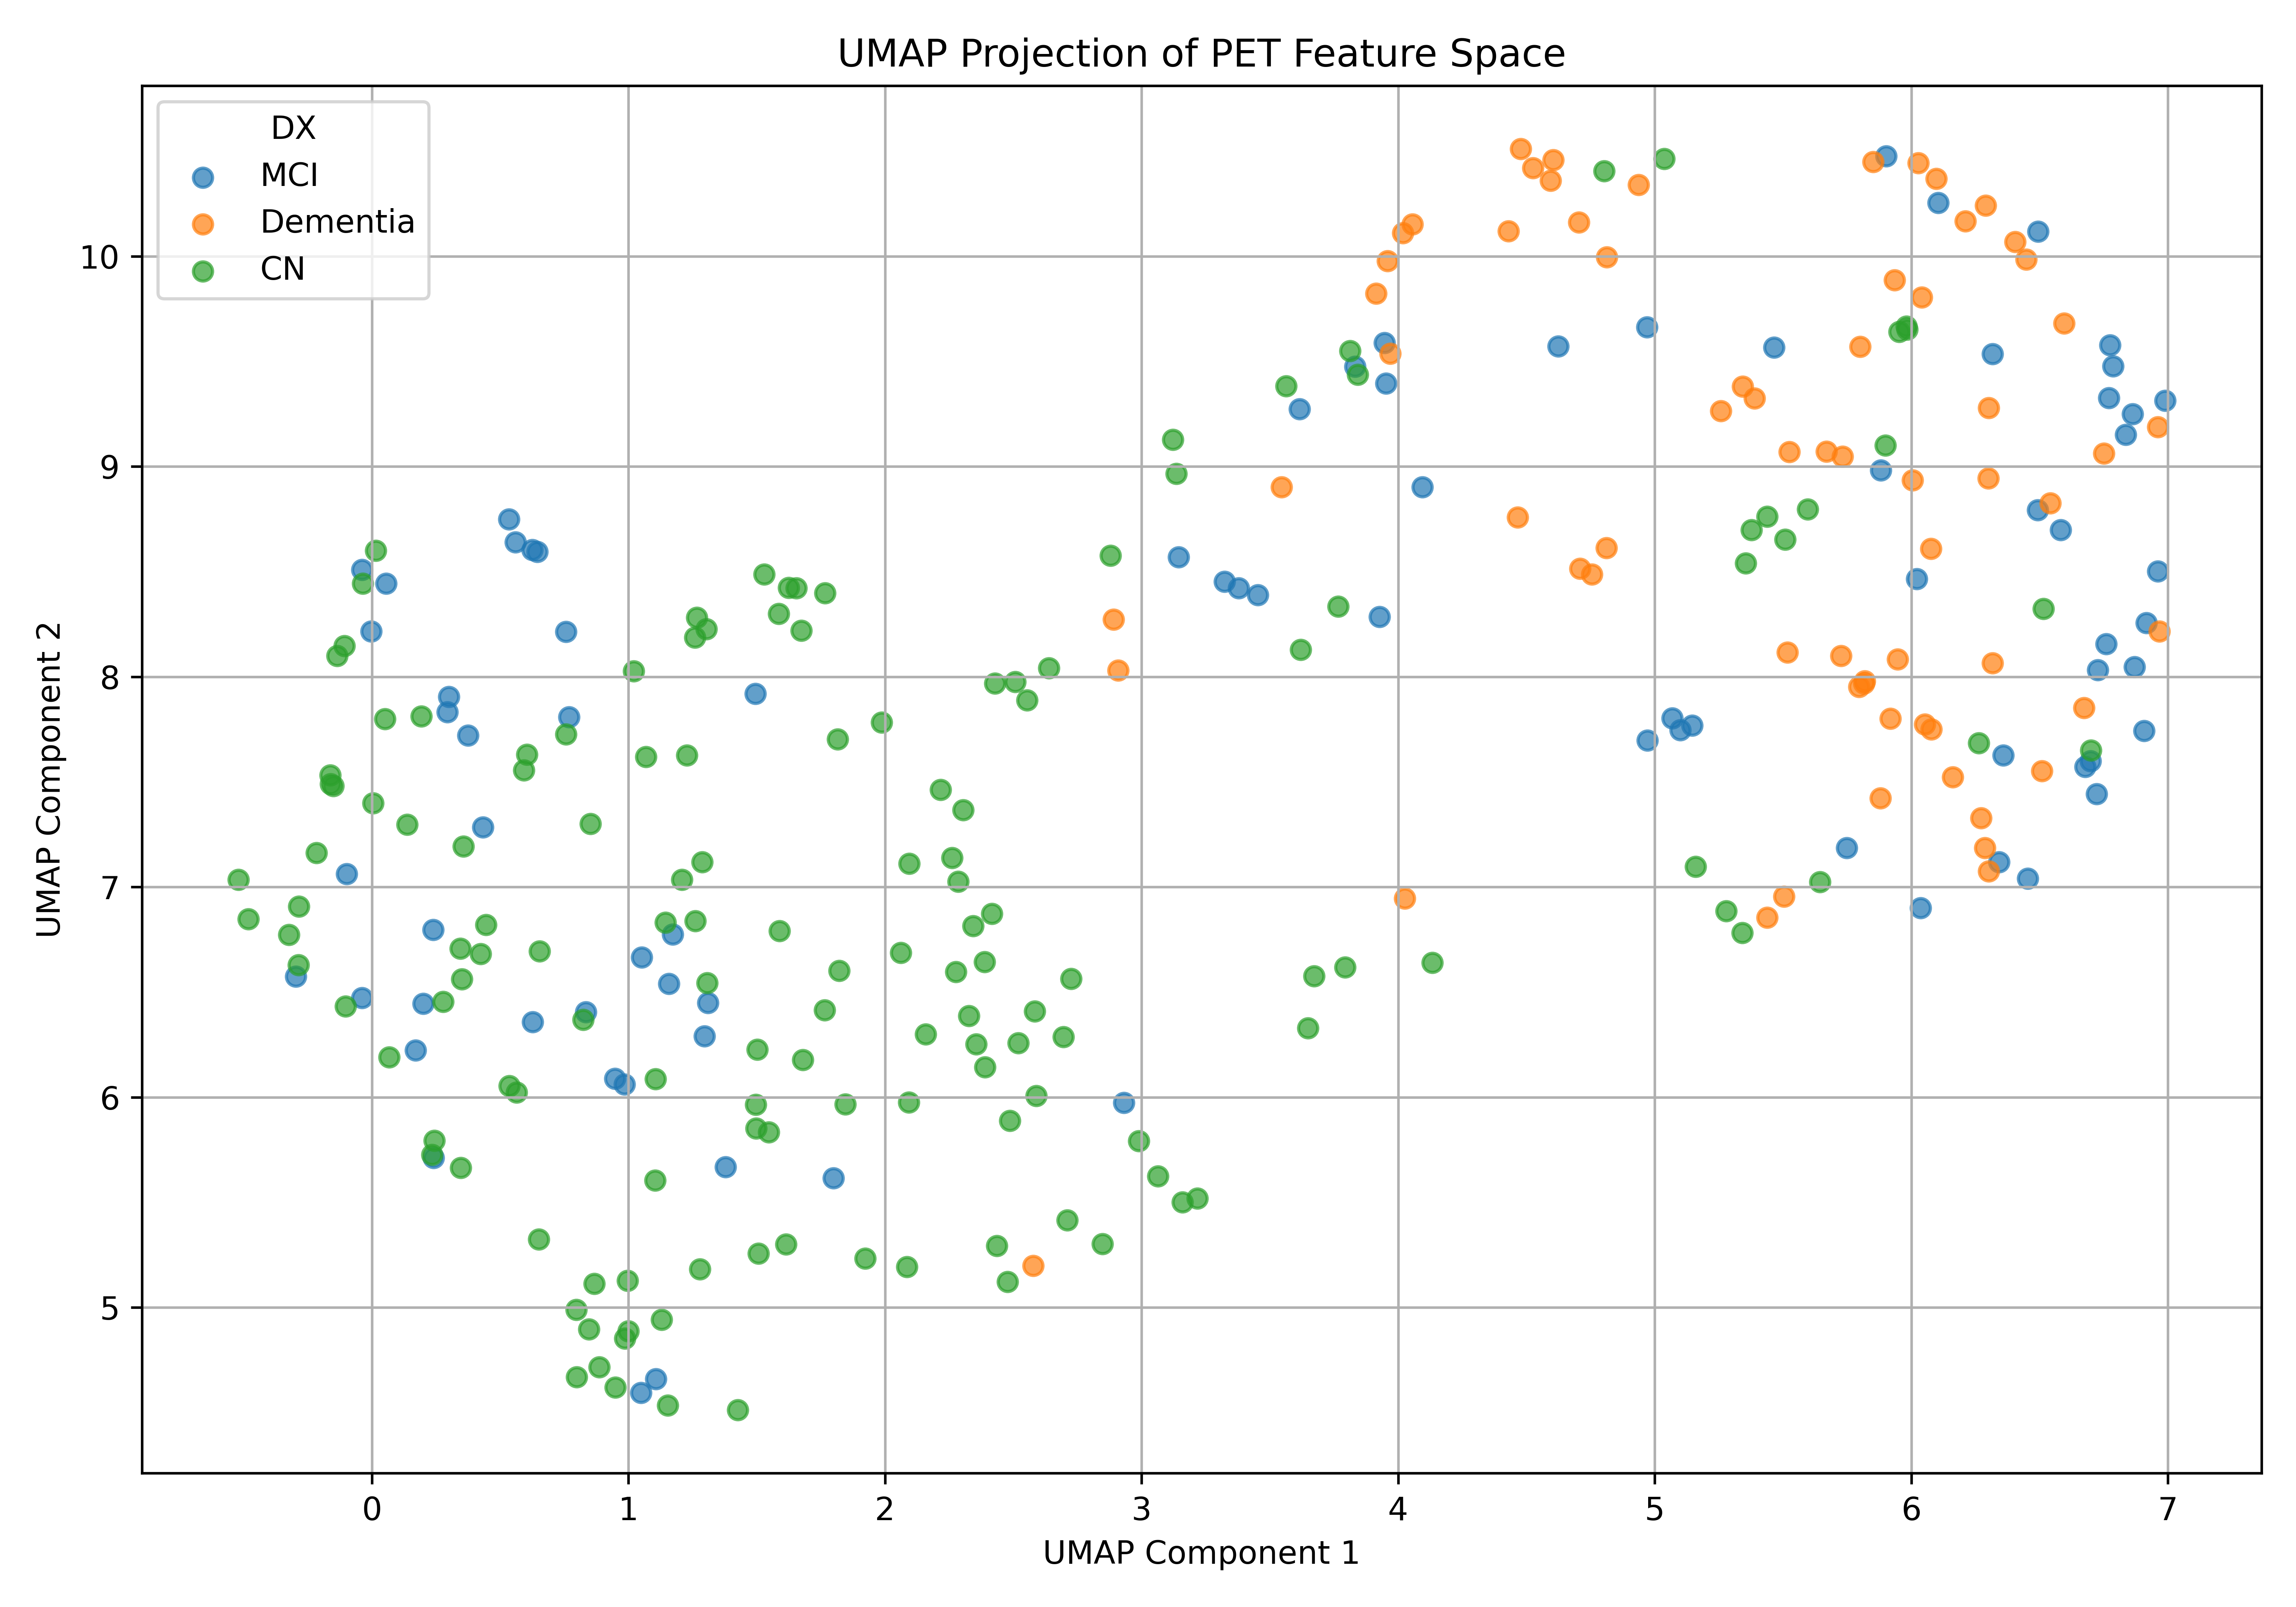 UMAP Projection of PET Feature Space
DX
MCI
Dementia
CN
UMAP Component 2
10
9
8
7
6
5
0 1 2 3 4 5 6 7
UMAP Component 1